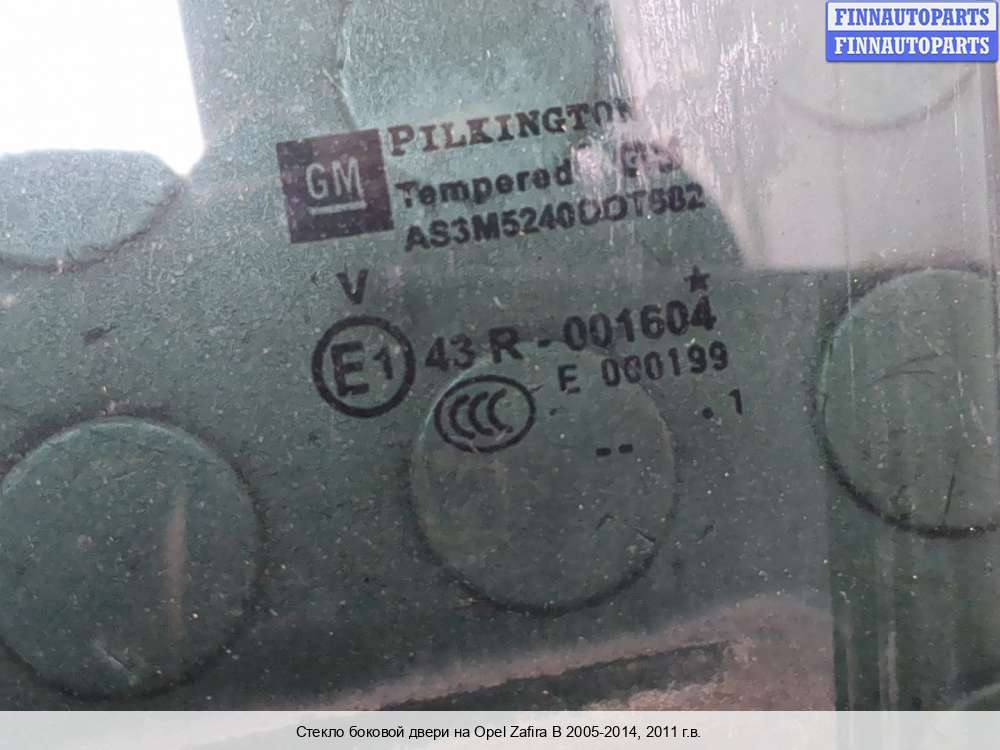 FINNAUTOPARTS
FINNAUTOPARTS
GM
PILKINGTON
Tempered
AS3M5240DOT582
V
E1 43 R - 001604
CCC E 000199
. 1
--
Стекло боковой двери на Opel Zafira B 2005-2014, 2011 г.в.